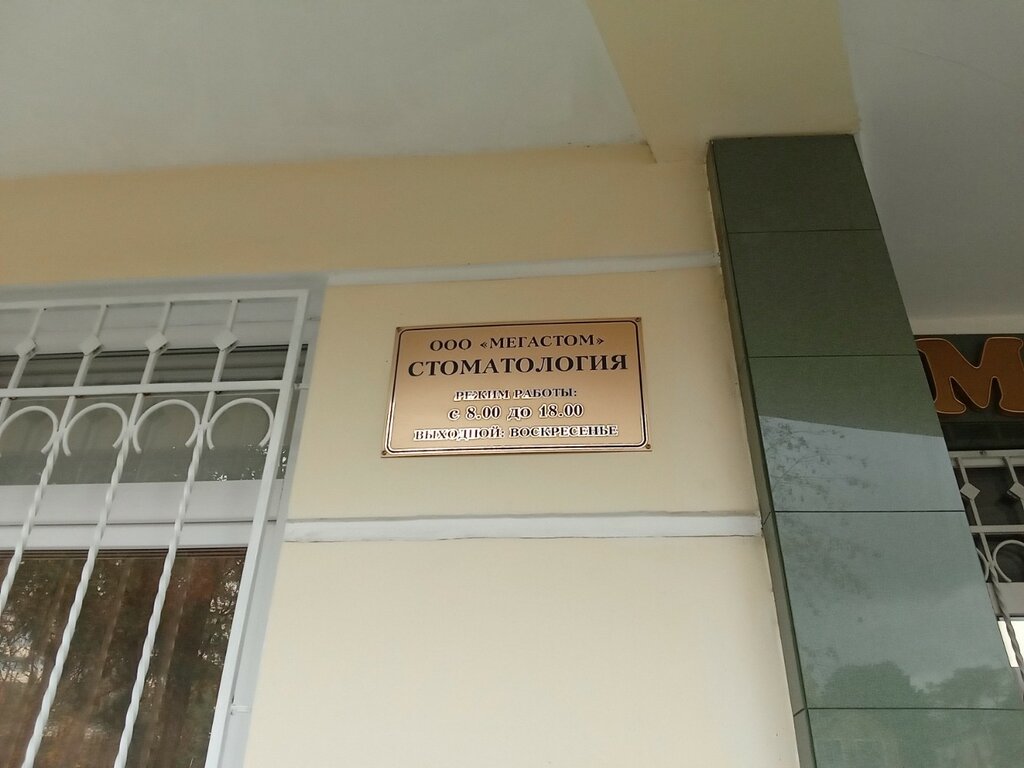 ООО «МЕГАСТОМ»
СТОМАТОЛОГИЯ
РЕЖИМ РАБОТЫ:
с 8.00 до 18.00
ВЫХОДНОЙ: ВОСКРЕСЕНЬЕ
М